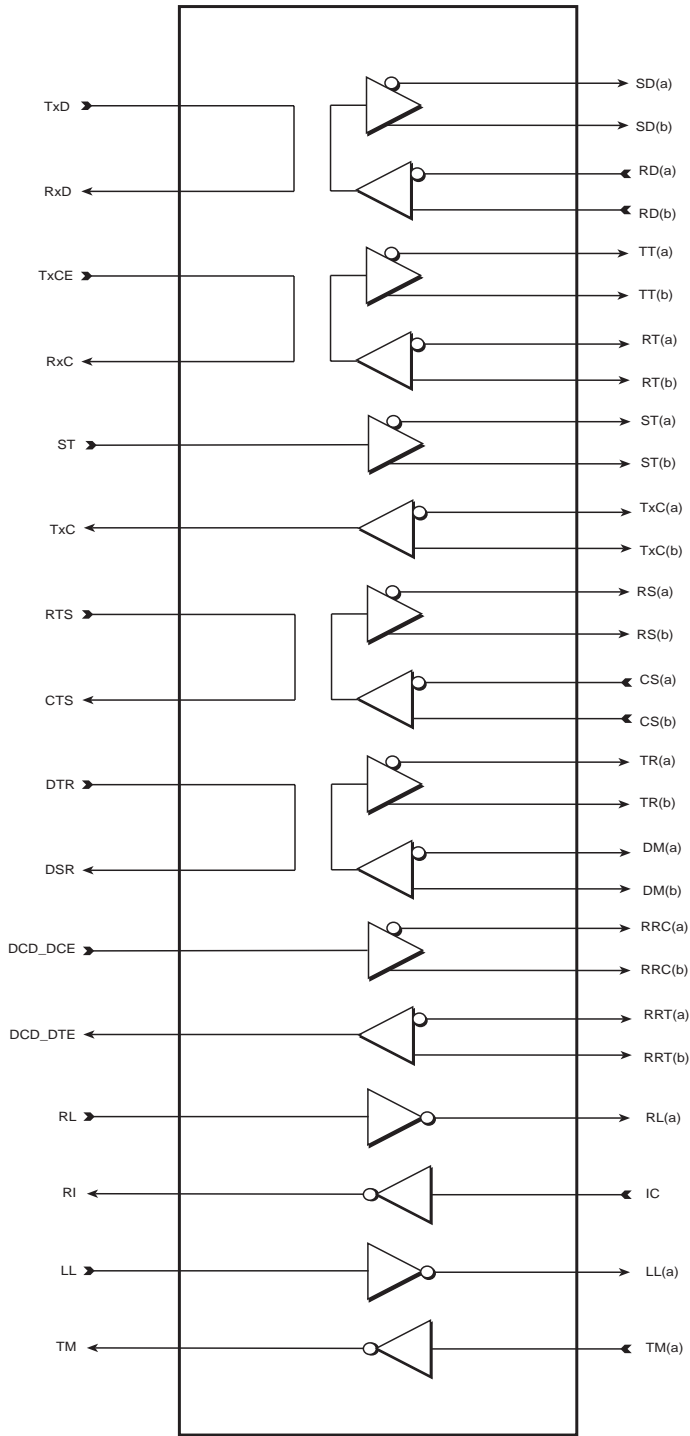 TxD
SD(a)
SD(b)
RxD
RD(a)
RD(b)
TxCE
TT(a)
TT(b)
RxC
RT(a)
RT(b)
ST
ST(a)
ST(b)
TxC
TxC(a)
TxC(b)
RTS
RS(a)
RS(b)
CTS
CS(a)
CS(b)
DTR
TR(a)
TR(b)
DSR
DM(a)
DM(b)
DCD_DCE
RRC(a)
RRC(b)
DCD_DTE
RRT(a)
RRT(b)
RL
RL(a)
RI
IC
LL
LL(a)
TM
TM(a)